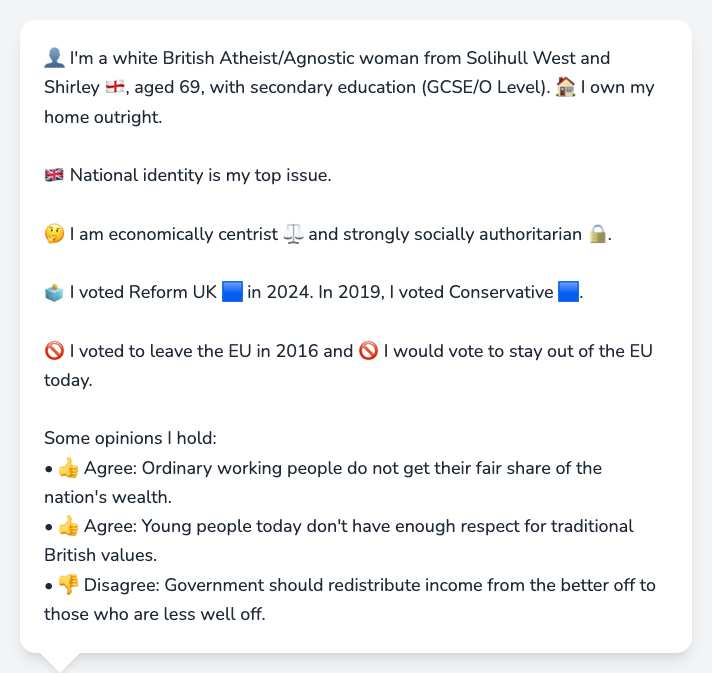 👤 I'm a white British Atheist/Agnostic woman from Solihull West and
Shirley 🏴󠁧󠁢󠁥󠁮󠁧󠁿, aged 69, with secondary education (GCSE/O Level). 🏠 I own my
home outright.
🇬🇧 National identity is my top issue.
🤔 I am economically centrist ⚖️ and strongly socially authoritarian 🔒.
🗳️ I voted Reform UK 🟦 in 2024. In 2019, I voted Conservative 🟦.
🚫 I voted to leave the EU in 2016 and 🚫 I would vote to stay out of the EU
today.
Some opinions I hold:
• 👍 Agree: Ordinary working people do not get their fair share of the
nation's wealth.
• 👍 Agree: Young people today don't have enough respect for traditional
British values.
• 👎 Disagree: Government should redistribute income from the better off to
those who are less well off.